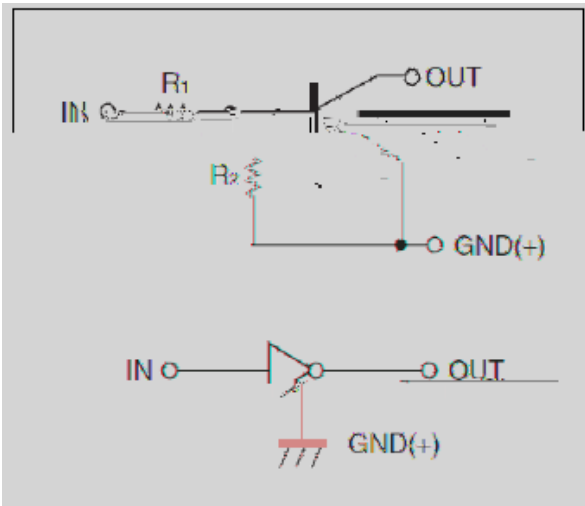 R1
OUT
IN
R2
GND(+)
IN
OUT
GND(+)